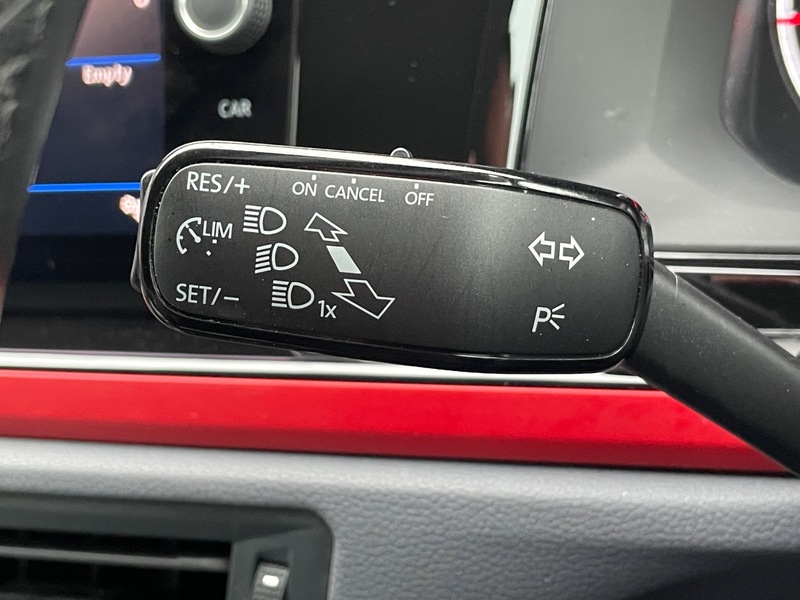 Empty
CAR
RES/+
ON CANCEL OFF
LIM
SET/−
1x
P